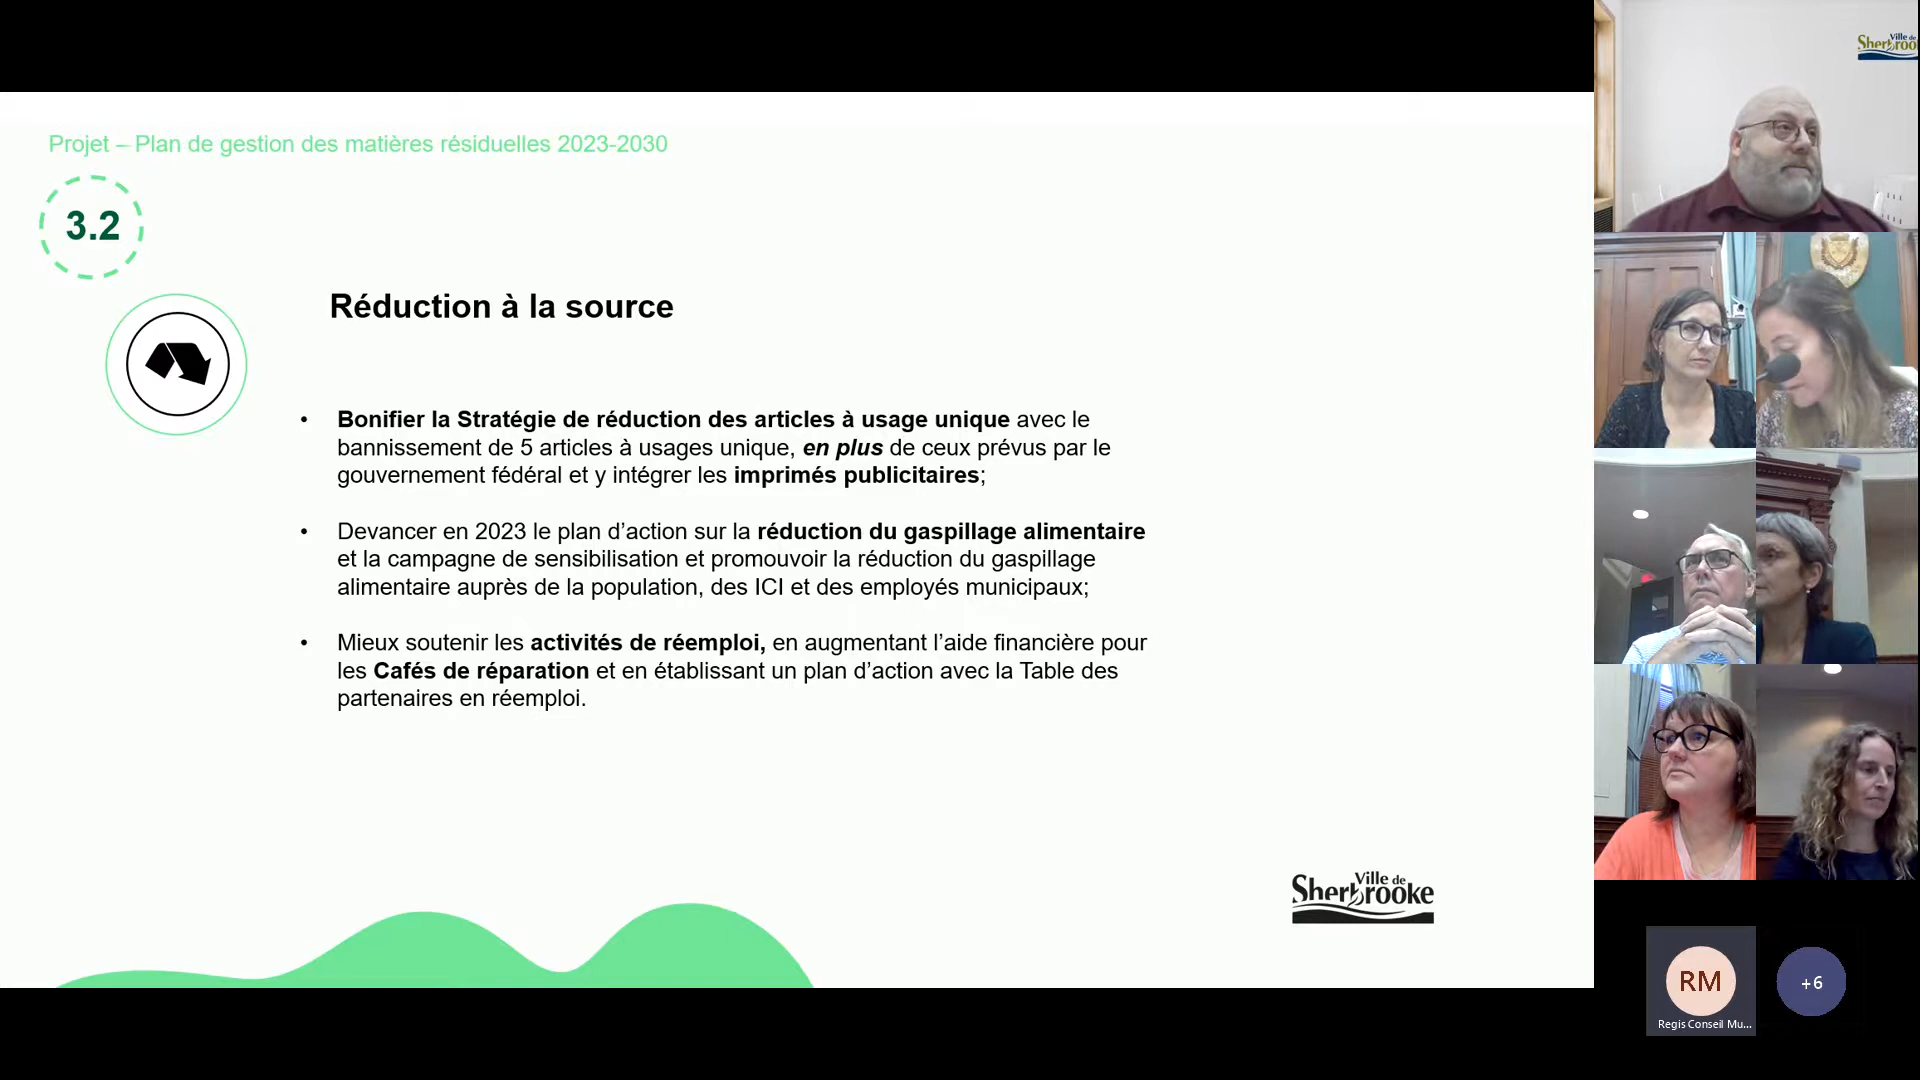 Projet – Plan de gestion des matières résiduelles 2023-2030
3.2
Réduction à la source
• Bonifier la Stratégie de réduction des articles à usage unique avec le
bannissement de 5 articles à usages unique, en plus de ceux prévus par le
gouvernement fédéral et y intégrer les imprimés publicitaires;
• Devancer en 2023 le plan d’action sur la réduction du gaspillage alimentaire
et la campagne de sensibilisation et promouvoir la réduction du gaspillage
alimentaire auprès de la population, des ICI et des employés municipaux;
• Mieux soutenir les activités de réemploi, en augmentant l’aide financière pour
les Cafés de réparation et en établissant un plan d’action avec la Table des
partenaires en réemploi.
Ville de
Sherbrooke
Ville de
Sherbroo
RM
Regis Conseil Mu...
+6